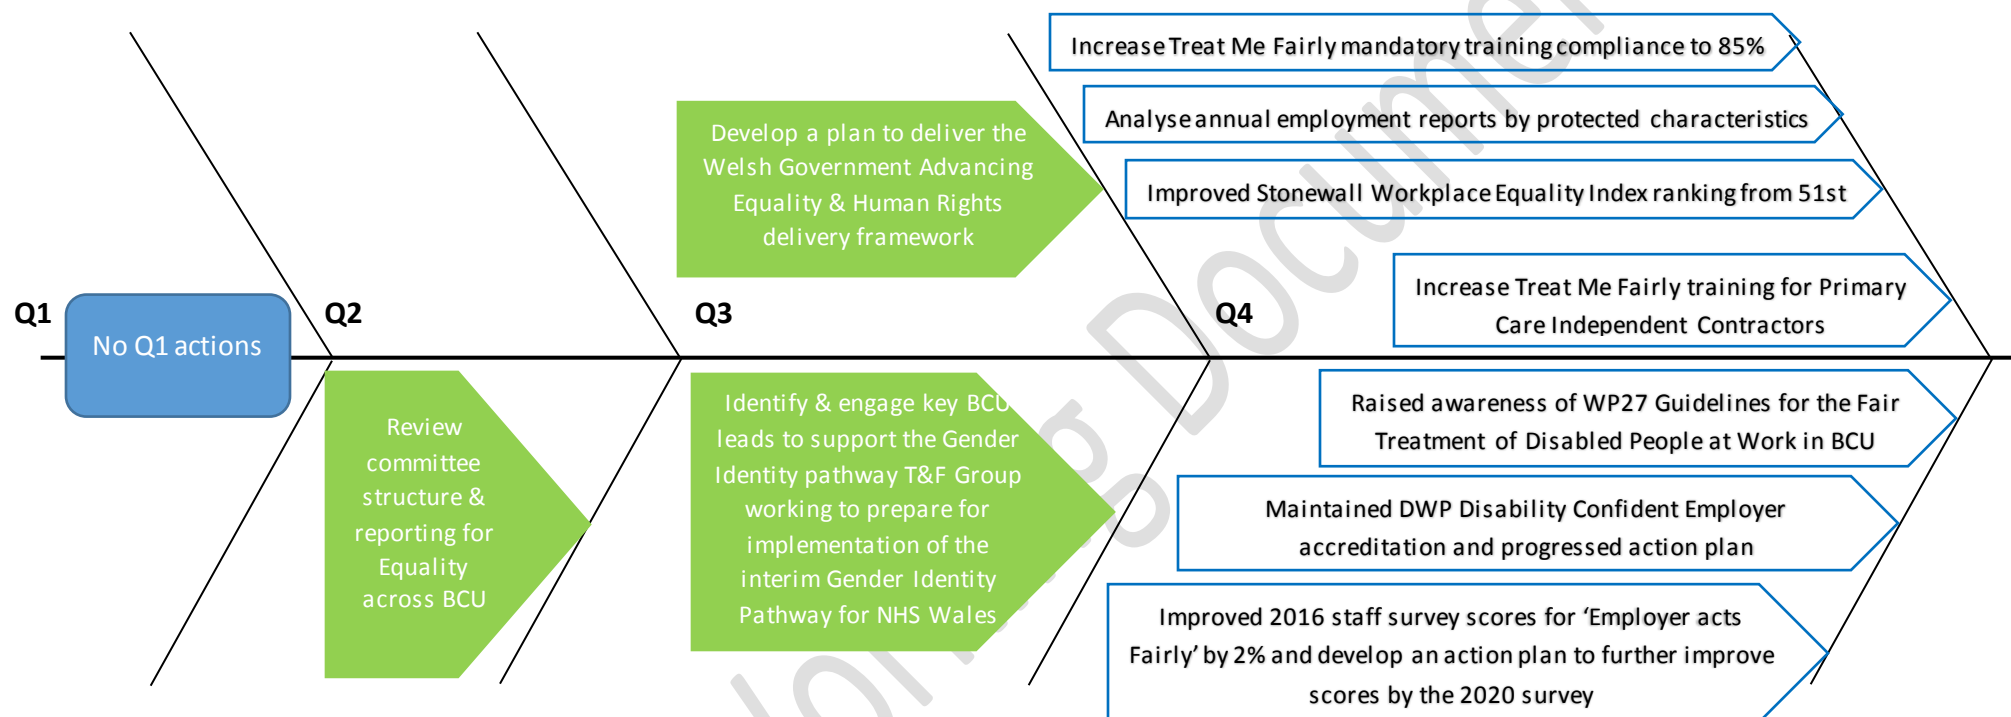 Q1
No Q1 actions
Q2
Review
committee
structure &
reporting for
Equality
across BCU
Q3
Develop a plan to deliver the
Welsh Government Advancing
Equality & Human Rights
delivery framework
Identify & engage key BCU
leads to support the Gender
Identity pathway T&F Group
working to prepare for
implementation of the
interim Gender Identity
Pathway for NHS Wales
Q4
Increase Treat Me Fairly mandatory training compliance to 85%
Analyse annual employment reports by protected characteristics
Improved Stonewall Workplace Equality Index ranking from 51st
Increase Treat Me Fairly training for Primary
Care Independent Contractors
Raised awareness of WP27 Guidelines for the Fair
Treatment of Disabled People at Work in BCU
Maintained DWP Disability Confident Employer
accreditation and progressed action plan
Improved 2016 staff survey scores for ‘Employer acts
Fairly’ by 2% and develop an action plan to further improve
scores by the 2020 survey